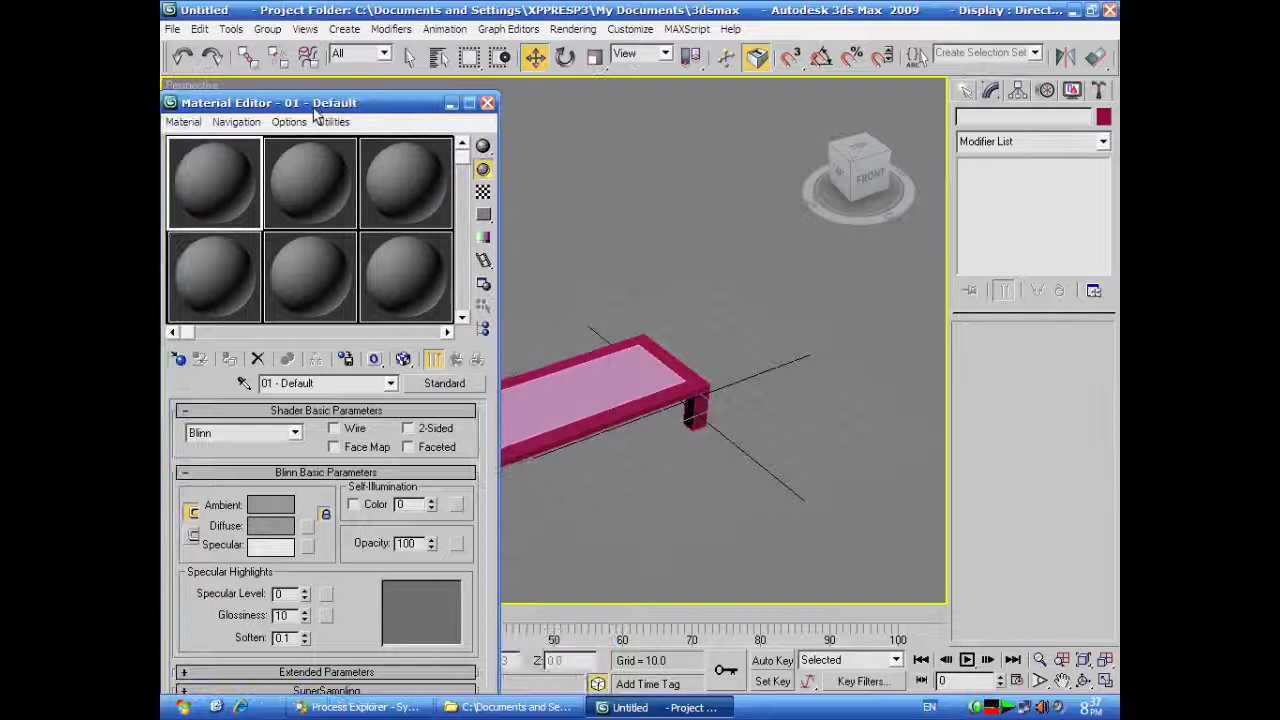 Untitled - Project Folder: C:\Documents and Settings\XPPRESP3\My Documents\3dsmax - Autodesk 3ds Max 2009 - Display : Direct...
File Edit Tools Group Views Create Modifiers Animation Graph Editors Rendering Customize MAXScript Help
All View Create Selection Set
Perspective
Material Editor - 01 - Default
Material Navigation Options Utilities
Modifier List
TOP
FRONT
01 - Default Standard
Shader Basic Parameters
Blinn Wire 2-Sided
Face Map Faceted
Blinn Basic Parameters
Self-Illumination
Ambient: Color 0
Diffuse:
Specular: Opacity: 100
Specular Highlights
Specular Level: 0
Glossiness: 10
Soften: 0.1
Extended Parameters
SuperSampling
50 60 70 80 90 100
3 Z: 0.0 Grid = 10.0 Auto Key Selected
Add Time Tag Set Key Key Filters... 0
Process Explorer - Sy... C:\Documents and Se... Untitled - Project ... EN 8:37 PM